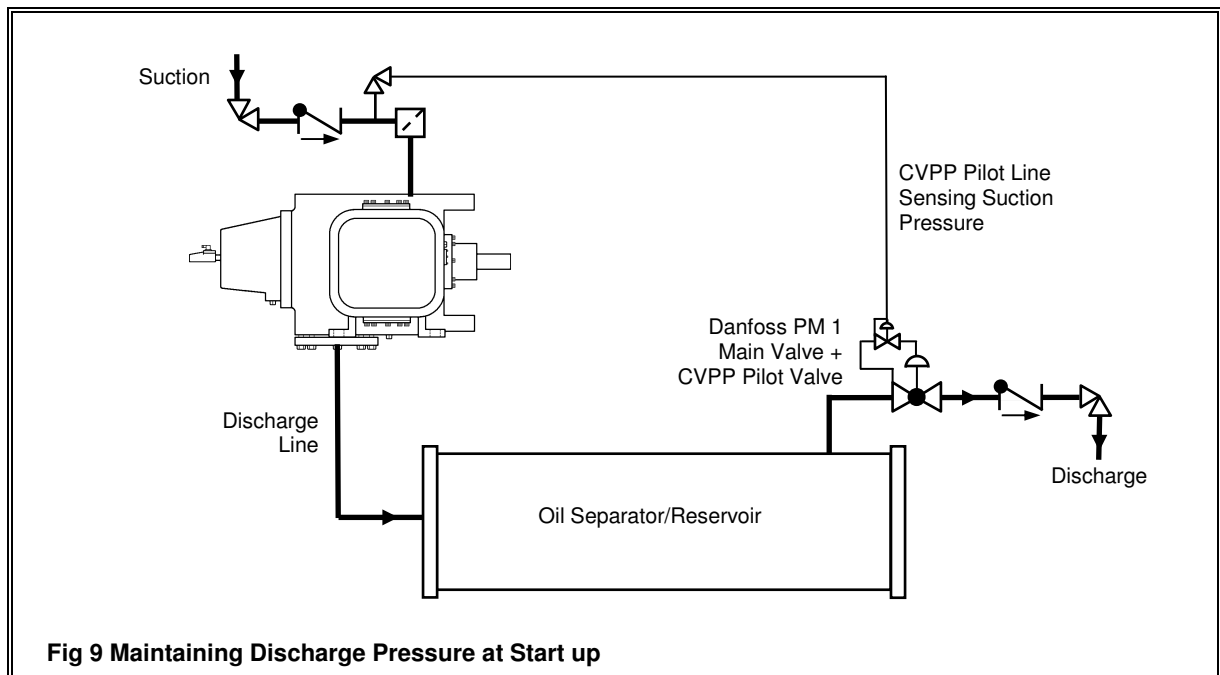 Suction
CVPP Pilot Line
Sensing Suction
Pressure
Danfoss PM 1
Main Valve +
CVPP Pilot Valve
Discharge
Line
Discharge
Oil Separator/Reservoir
Fig 9 Maintaining Discharge Pressure at Start up